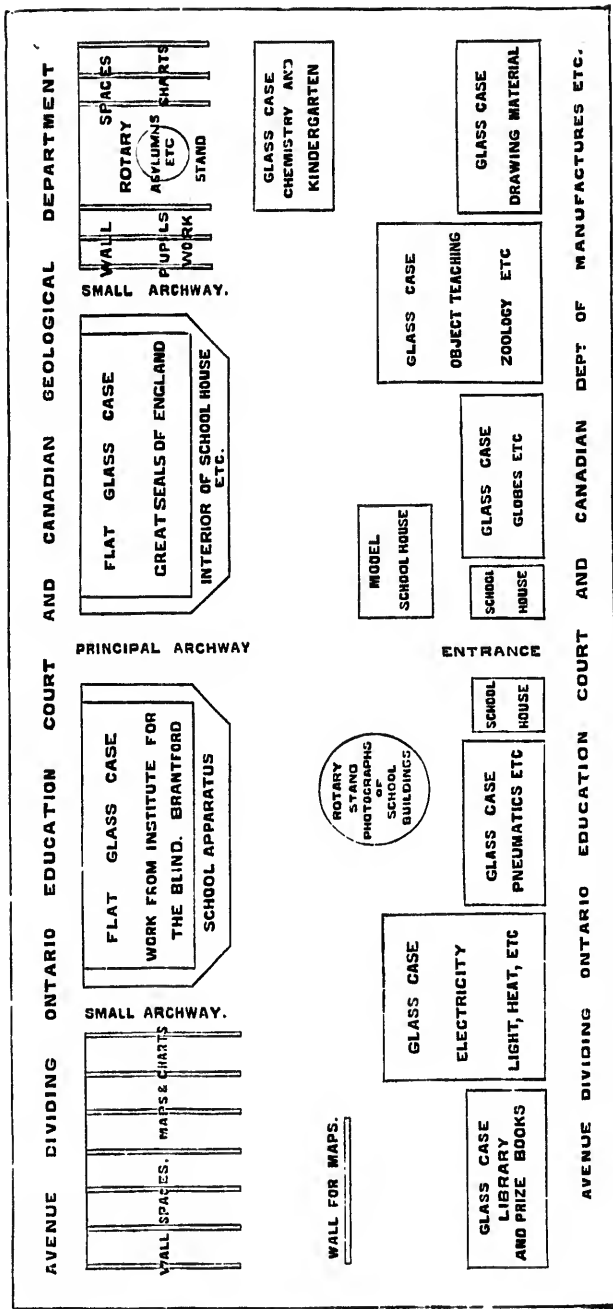 AVENUE DIVIDING ONTARIO EDUCATION COURT AND CANADIAN GEOLOGICAL DEPARTMENT
WALL SPACES. MAPS & CHARTS
SMALL ARCHWAY.
FLAT GLASS CASE
WORK FROM INSTITUTE FOR
THE BLIND. BRANTFORD
SCHOOL APPARATUS
PRINCIPAL ARCHWAY
FLAT GLASS CASE
GREAT SEALS OF ENGLAND
INTERIOR OF SCHOOL HOUSE
ETC.
SMALL ARCHWAY.
WALL SPACES
PUPILS WORK
CHARTS
ROTARY
ASYLUMNS
ETC
STAND
GLASS CASE
CHEMISTRY AND
KINDERGARTEN
WALL FOR MAPS.
ROTARY
STAND
PHOTOGRAPHS
OF
SCHOOL
BUILDINGS
MODEL
SCHOOL HOUSE
GLASS CASE
LIBRARY
AND PRIZE BOOKS
GLASS CASE
ELECTRICITY
LIGHT, HEAT, ETC
GLASS CASE
PNEUMATICS ETC
SCHOOL
HOUSE
ENTRANCE
SCHOOL
HOUSE
GLASS CASE
GLOBES ETC
GLASS CASE
OBJECT TEACHING
ZOOLOGY ETC
GLASS CASE
DRAWING MATERIAL
AVENUE DIVIDING ONTARIO EDUCATION COURT AND CANADIAN DEPT OF MANUFACTURES ETC.